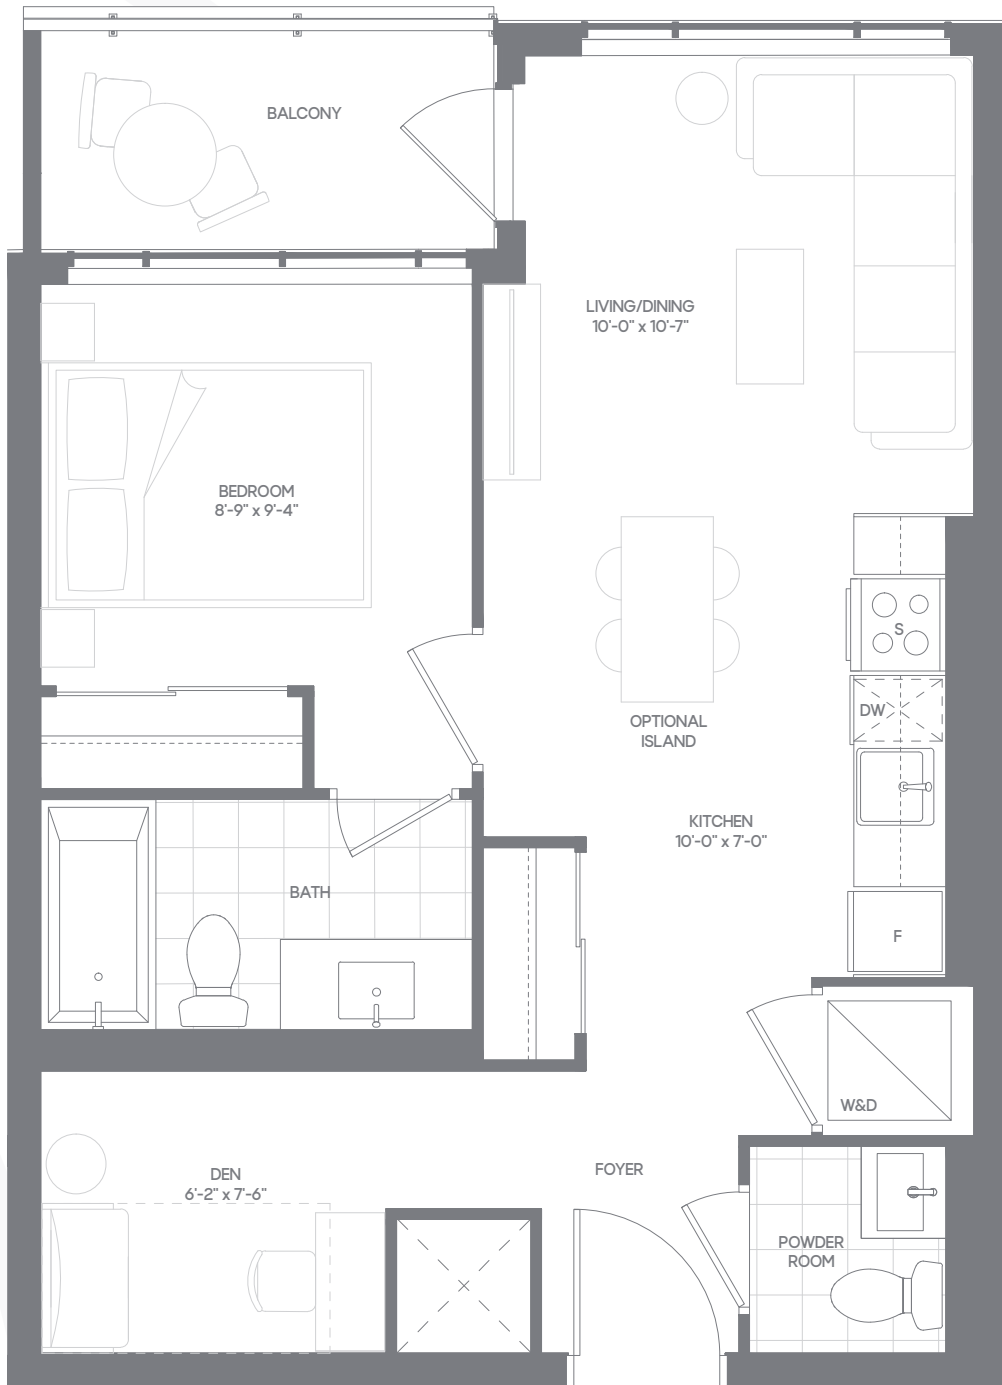 BALCONY
LIVING/DINING
10'-0" x 10'-7"
BEDROOM
8'-9" x 9'-4"
S
DW
OPTIONAL
ISLAND
KITCHEN
10'-0" x 7'-0"
BATH
F
W&D
DEN
6'-2" x 7'-6"
FOYER
POWDER
ROOM